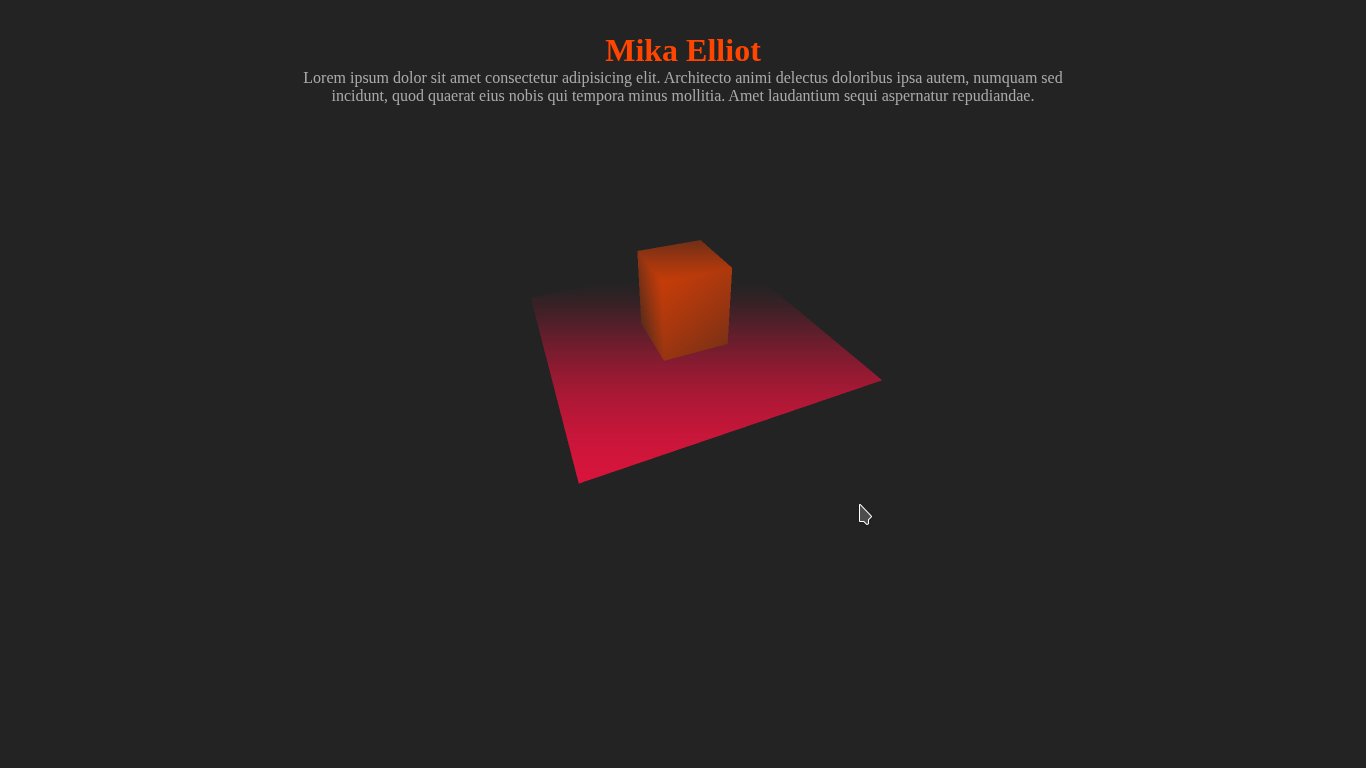 Mika Elliot
Lorem ipsum dolor sit amet consectetur adipisicing elit. Architecto animi delectus doloribus ipsa autem, numquam sed
incidunt, quod quaerat eius nobis qui tempora minus mollitia. Amet laudantium sequi aspernatur repudiandae.